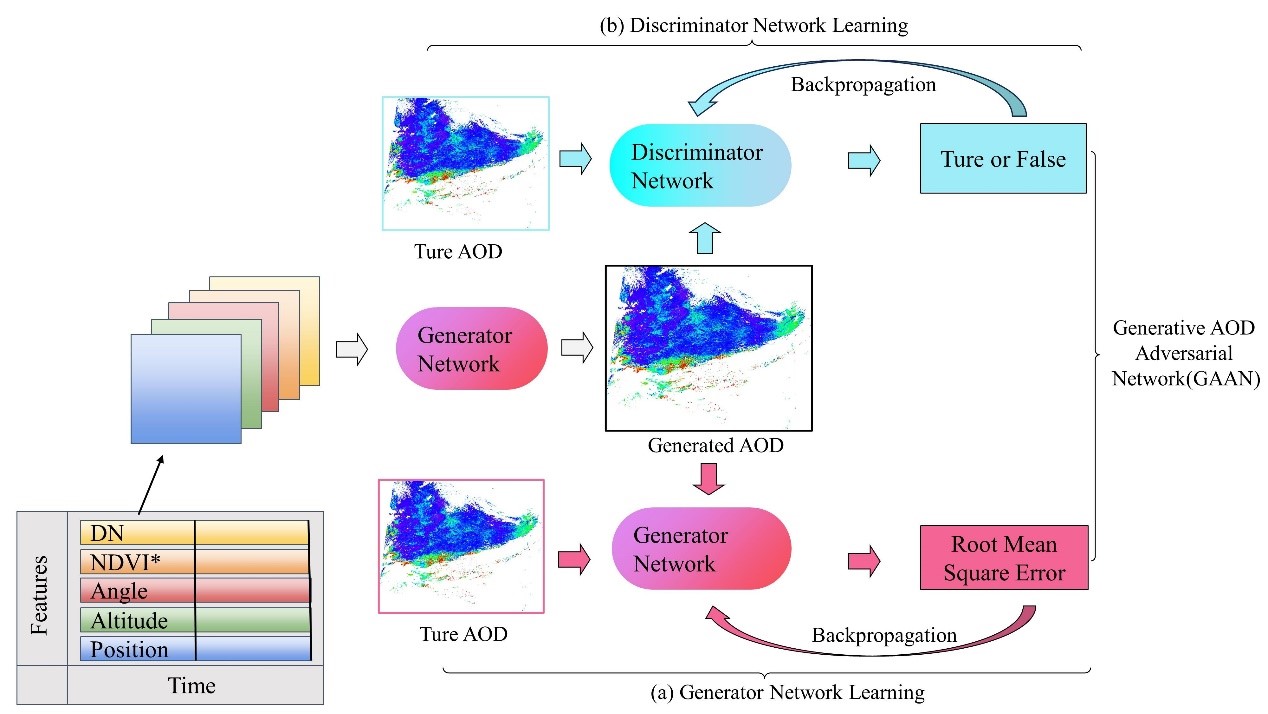 (b) Discriminator Network Learning
Backpropagation
Discriminator
Network
Ture or False
Ture AOD
Generator
Network
Generated AOD
Generative AOD
Adversarial
Network(GAAN)
Features
DN
NDVI*
Angle
Altitude
Position
Time
Generator
Network
Root Mean
Square Error
Ture AOD
Backpropagation
(a) Generator Network Learning